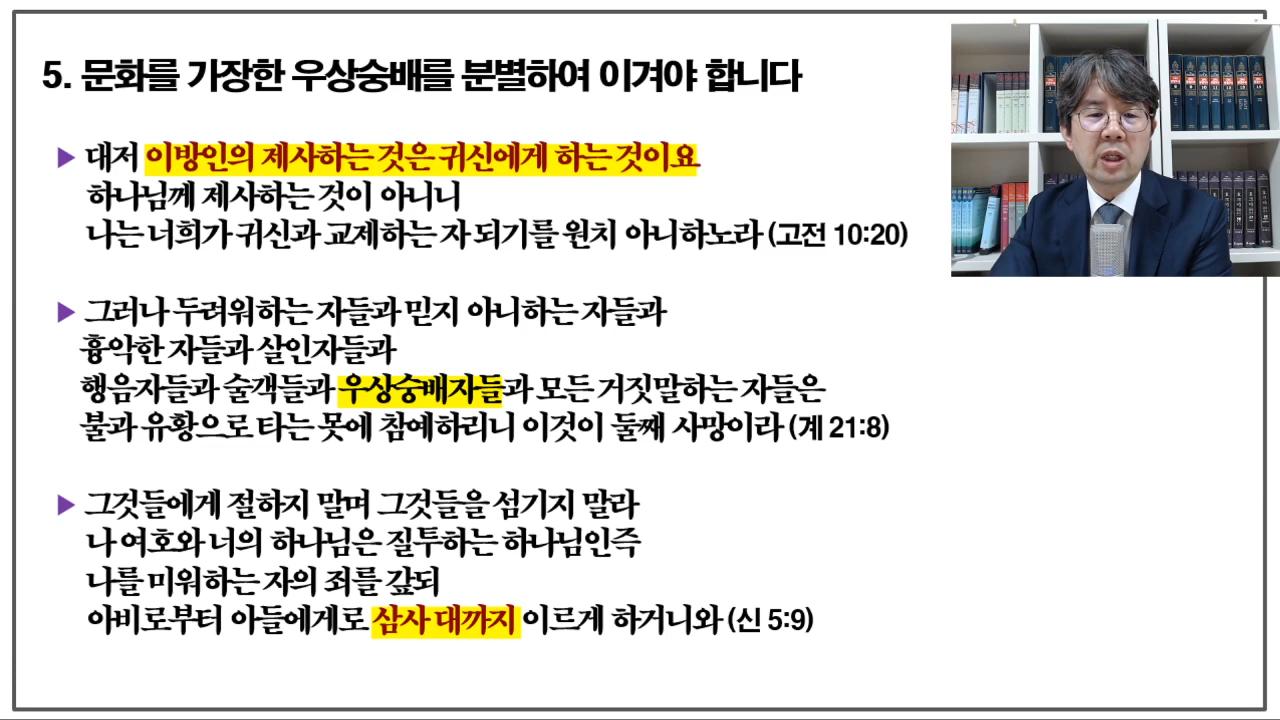 5. 문화를 가장한 우상숭배를 분별하여 이겨야 합니다
▶ 대저 이방인의 제사하는 것은 귀신에게 하는 것이요
하나님께 제사하는 것이 아니니
나는 너희가 귀신과 교제하는 자 되기를 원치 아니하노라 (고전 10:20)
▶ 그러나 두려워하는 자들과 믿지 아니하는 자들과
흉악한 자들과 살인자들과
행음자들과 술객들과 우상숭배자들과 모든 거짓말하는 자들은
불과 유황으로 타는 못에 참예하리니 이것이 둘째 사망이라 (계 21:8)
▶ 그것들에게 절하지 말며 그것들을 섬기지 말라
나 여호와 너의 하나님은 질투하는 하나님인즉
나를 미워하는 자의 죄를 갚되
아비로부터 아들에게로 삼사 대까지 이르게 하거니와 (신 5:9)